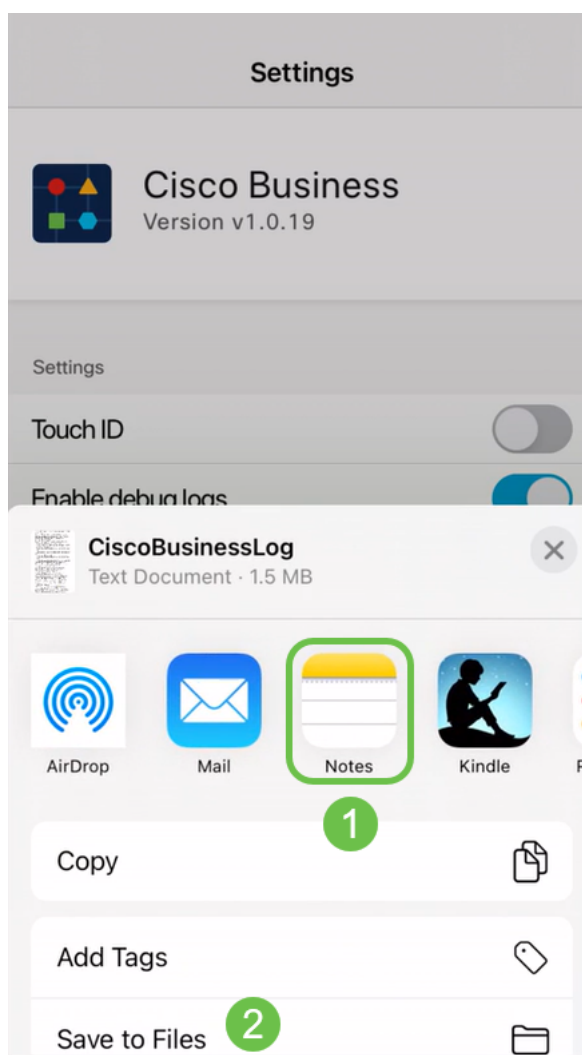 Settings
Cisco Business
Version v1.0.19
Settings
Touch ID
Enable debug logs
CiscoBusinessLog
Text Document · 1.5 MB
AirDrop
Mail
Notes
Kindle
1
Copy
Add Tags
Save to Files
2